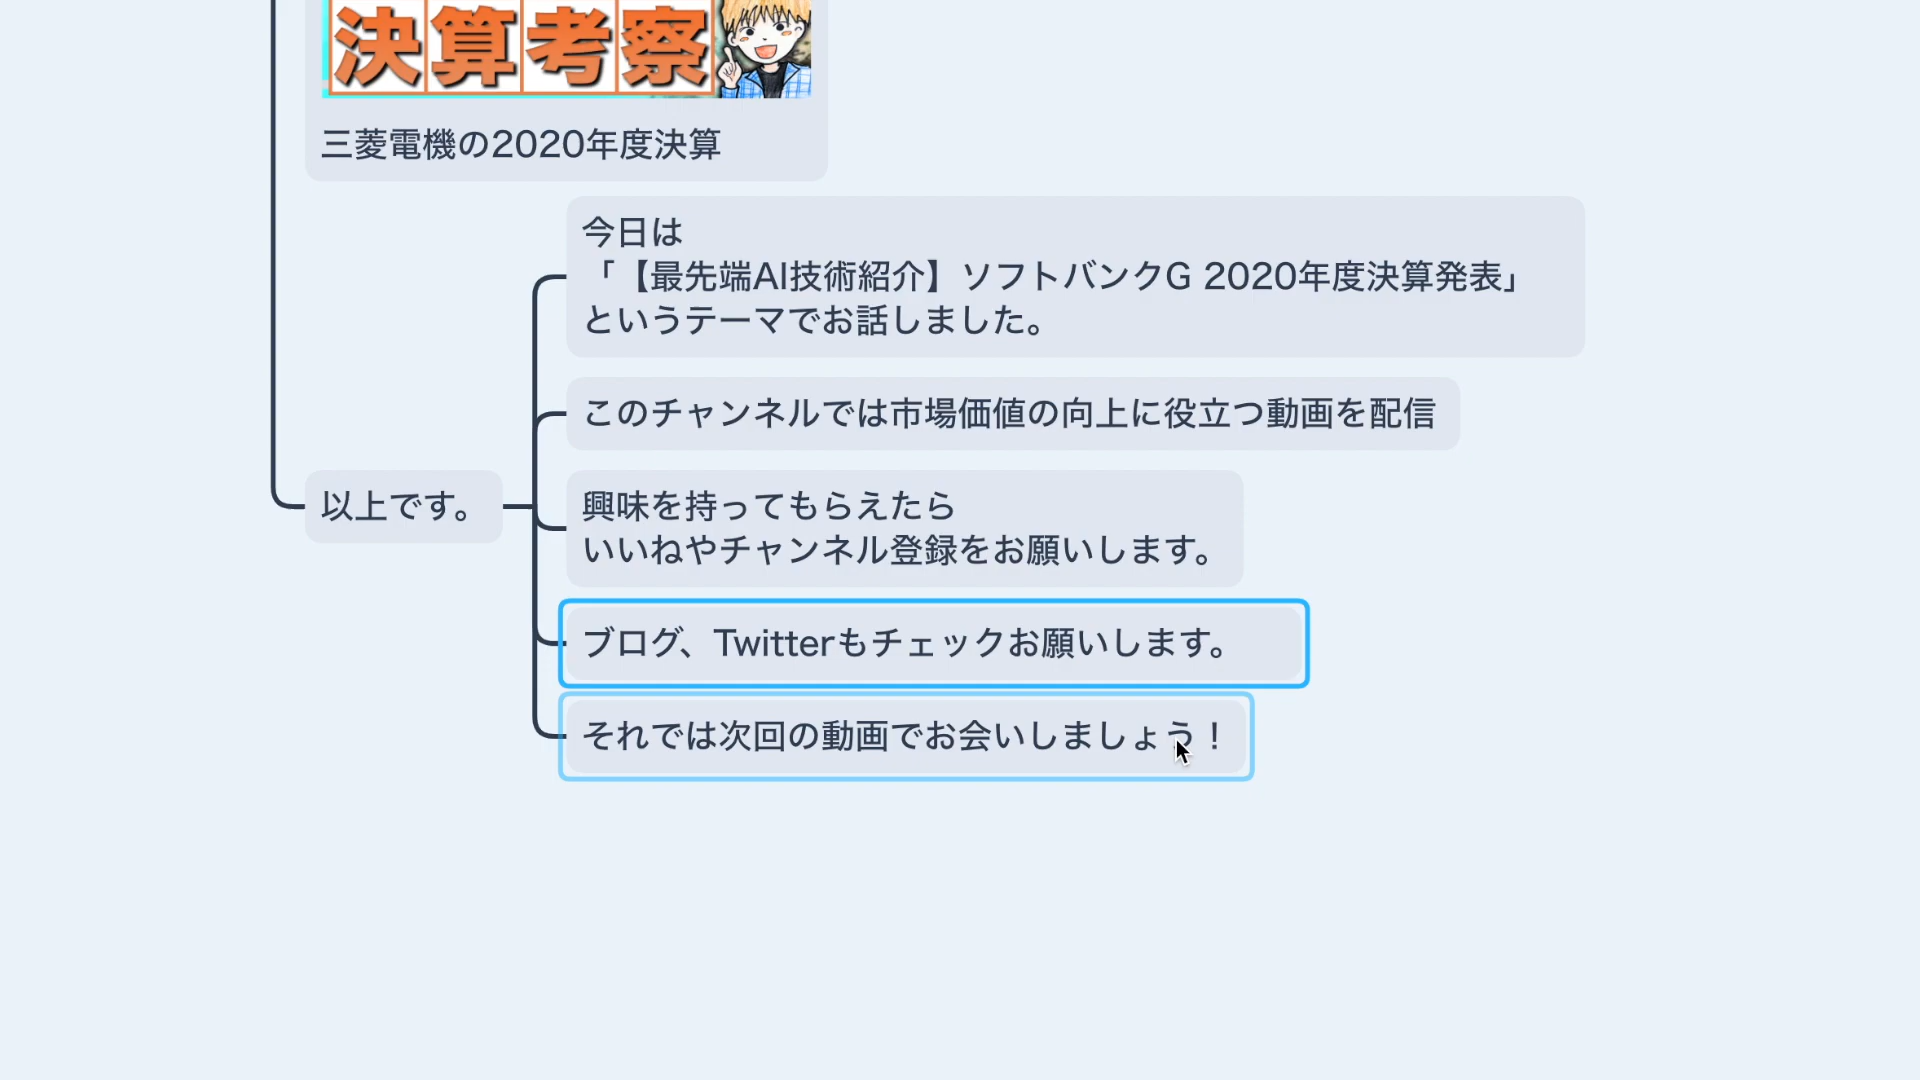 決算考察
三菱電機の2020年度決算
今日は
「【最先端AI技術紹介】ソフトバンクG 2020年度決算発表」
というテーマでお話しました。
このチャンネルでは市場価値の向上に役立つ動画を配信
以上です。
興味を持ってもらえたら
いいねやチャンネル登録をお願いします。
ブログ、Twitterもチェックお願いします。
それでは次回の動画でお会いしましょう！